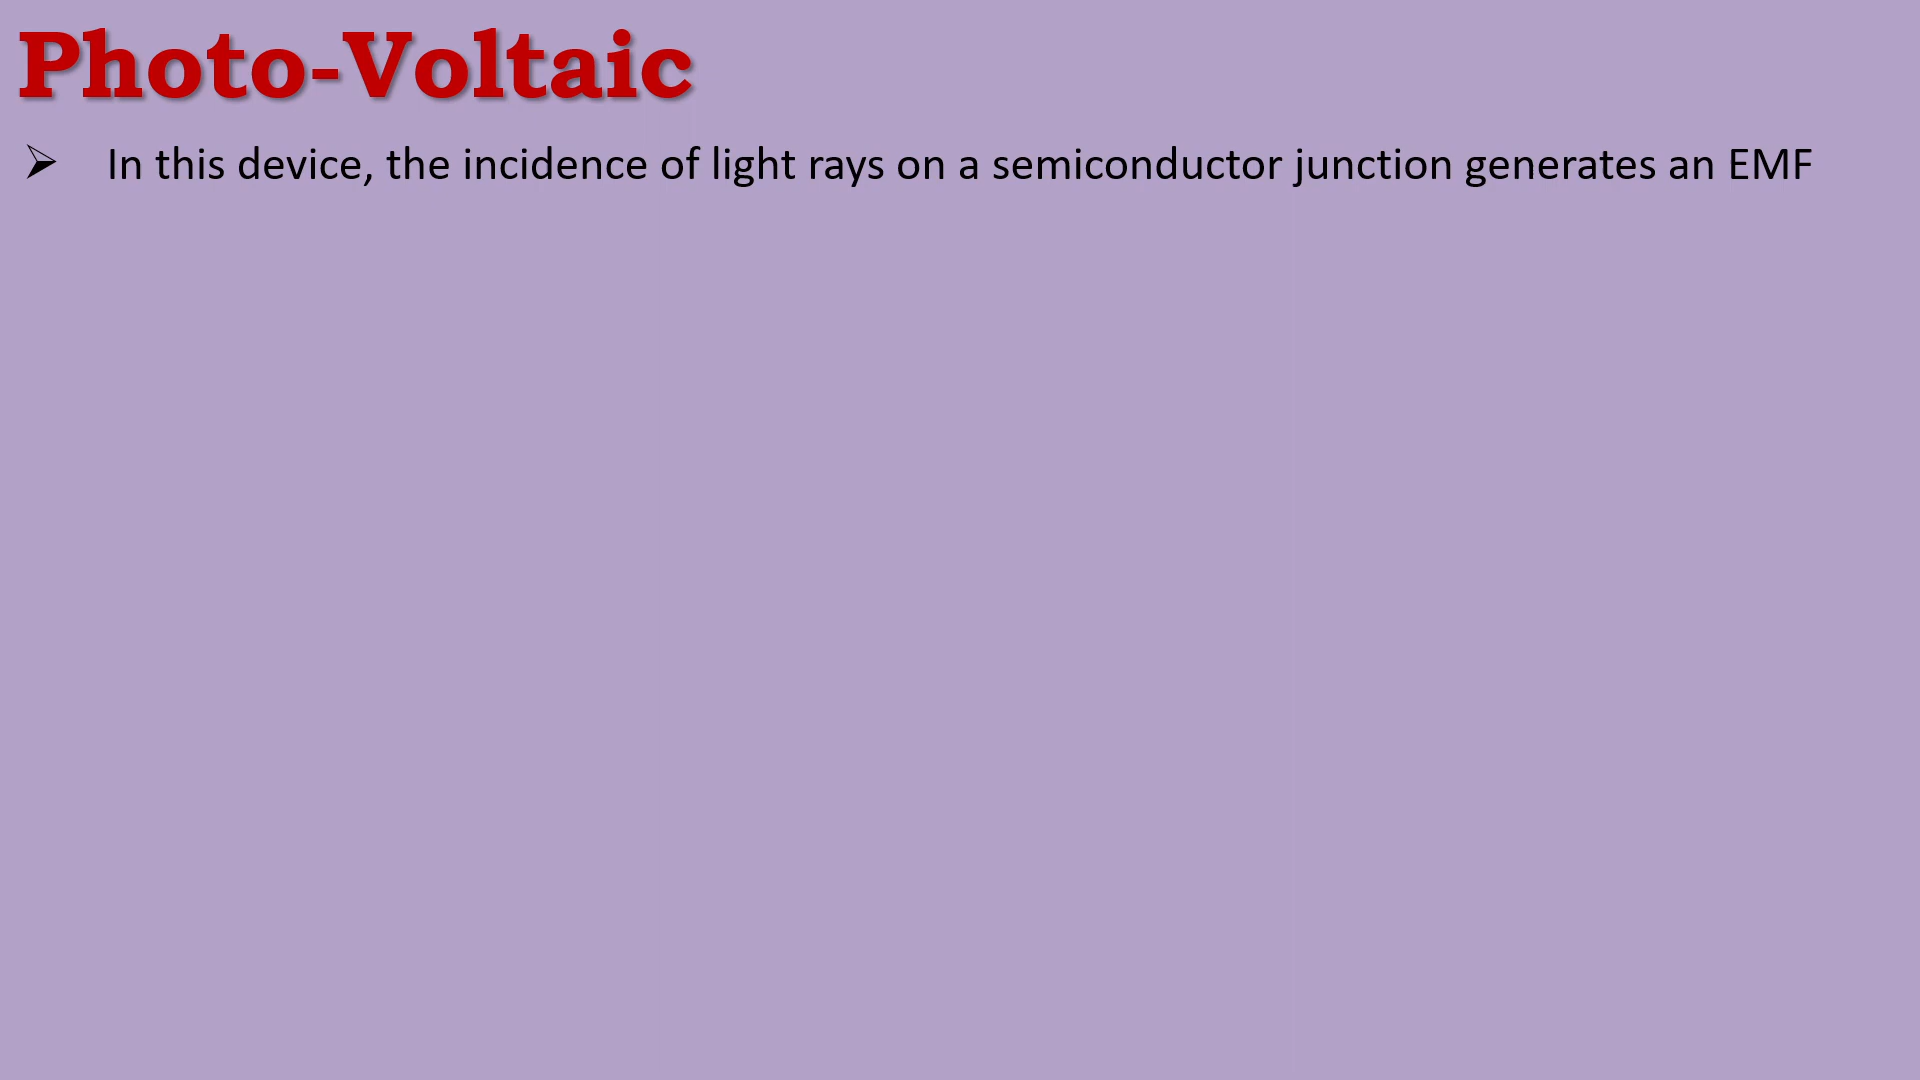 Photo-Voltaic
➢ In this device, the incidence of light rays on a semiconductor junction generates an EMF